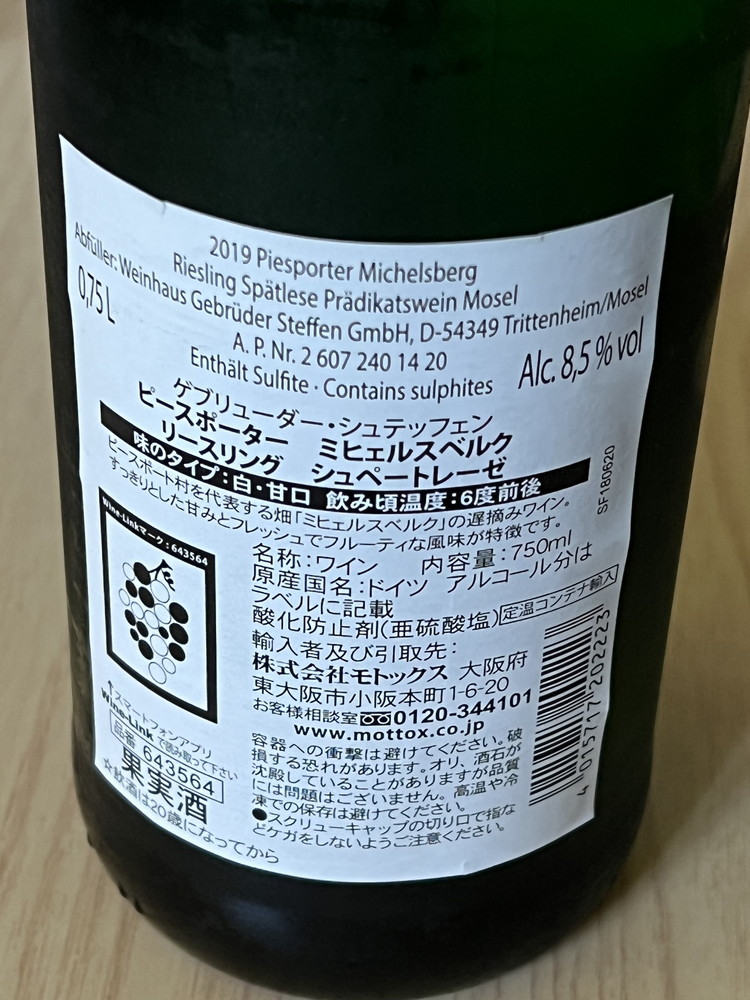 2019 Piesporter Michelsberg
Riesling Spätlese Prädikatswein Mosel
Abfüller: Weinhaus Gebrüder Steffen GmbH, D-54349 Trittenheim/Mosel
0,75L
A. P. Nr. 2 607 240 14 20
Enthält Sulfite · Contains sulphites
Alc. 8,5 % vol
ゲブリューダー・シュテッフェン
ピースポーター ミヒェルスベルク
リースリング シュペートレーゼ
味のタイプ：白・甘口 飲み頃温度：6度前後
ピースポート村を代表する畑「ミヒェルスベルク」の遅摘みワイン。
すっきりとした甘みとフレッシュでフルーティな風味が特徴です。
SF180620
Wine-Linkマーク：643564
名称：ワイン 内容量：750ml
原産国名：ドイツ アルコール分は
ラベルに記載
酸化防止剤(亜硫酸塩)
定温コンテナ輸入
輸入者及び引取先：
株式会社モトックス 大阪府
東大阪市小阪本町1-6-20
お客様相談室 0120-344101
www.mottox.co.jp
↑スマートフォンアプリ
Wine-Link で読み取って下さい
品番 643564
果実酒
☆飲酒は20歳になってから
容器への衝撃は避けてください。破
損する恐れがあります。オリ、酒石が
沈殿していることがありますが品質
には問題はございません。高温や冷
凍での保存は避けてください。
●スクリューキャップの切り口で指な
どケガをしないようご注意ください。
4 015717 202223